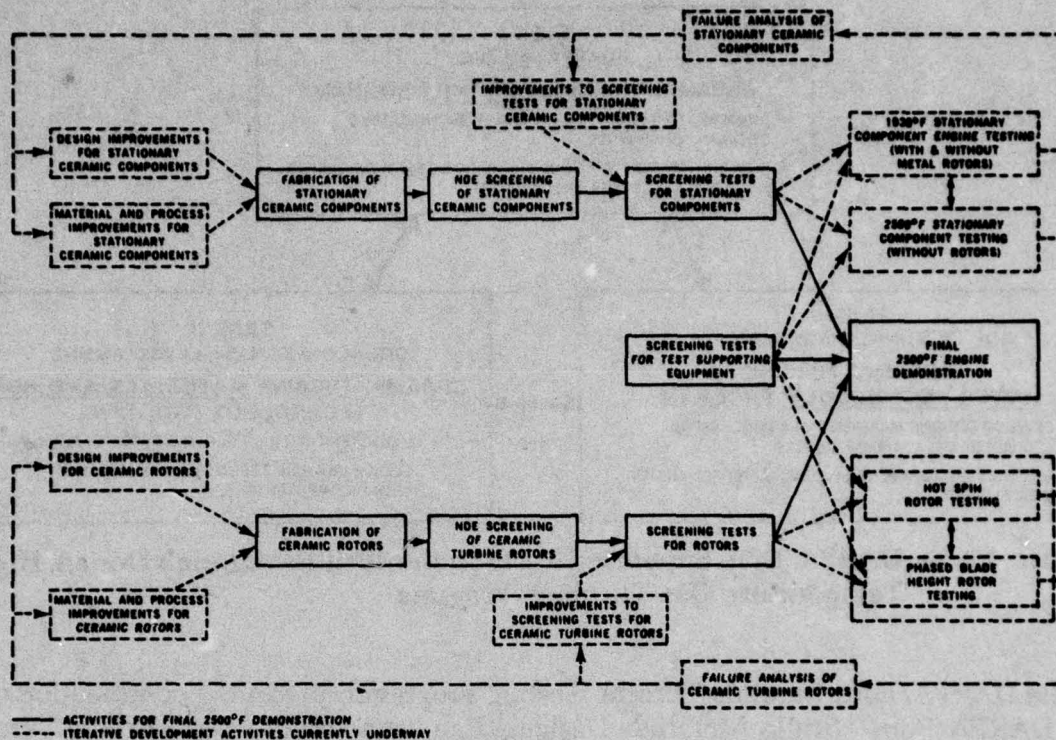 FAILURE ANALYSIS OF
STATIONARY CERAMIC
COMPONENTS
IMPROVEMENTS TO SCREENING
TESTS FOR STATIONARY
CERAMIC COMPONENTS
DESIGN IMPROVEMENTS
FOR STATIONARY
CERAMIC COMPONENTS
MATERIAL AND PROCESS
IMPROVEMENTS FOR
STATIONARY
CERAMIC COMPONENTS
FABRICATION OF
STATIONARY
CERAMIC COMPONENTS
NDE SCREENING
OF STATIONARY
CERAMIC COMPONENTS
SCREENING TESTS
FOR STATIONARY
COMPONENTS
1930°F STATIONARY
COMPONENT ENGINE TESTING
(WITH & WITHOUT
METAL ROTORS)
2500°F STATIONARY
COMPONENT TESTING
(WITHOUT ROTORS)
SCREENING TESTS
FOR TEST SUPPORTING
EQUIPMENT
FINAL
2500°F ENGINE
DEMONSTRATION
DESIGN IMPROVEMENTS
FOR CERAMIC ROTORS
MATERIAL AND PROCESS
IMPROVEMENTS FOR
CERAMIC ROTORS
FABRICATION OF
CERAMIC ROTORS
NDE SCREENING
OF CERAMIC
TURBINE ROTORS
SCREENING TESTS
FOR ROTORS
HOT SPIN
ROTOR TESTING
PHASED BLADE
HEIGHT ROTOR
TESTING
IMPROVEMENTS TO
SCREENING TESTS FOR
CERAMIC TURBINE ROTORS
FAILURE ANALYSIS OF
CERAMIC TURBINE ROTORS
ACTIVITIES FOR FINAL 2500°F DEMONSTRATION
ITERATIVE DEVELOPMENT ACTIVITIES CURRENTLY UNDERWAY